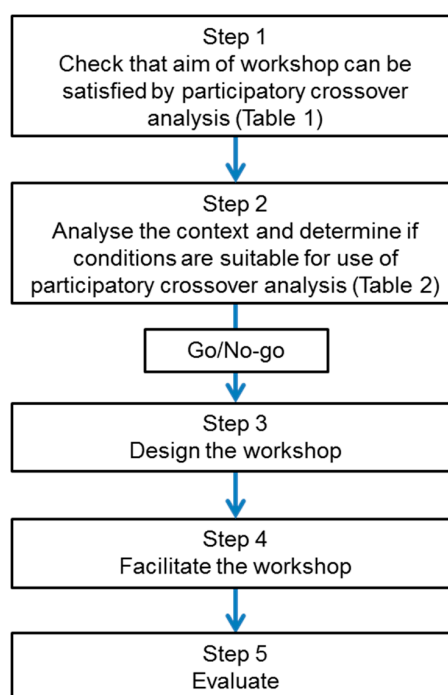 Step 1
Check that aim of workshop can be
satisfied by participatory crossover
analysis (Table 1)
Step 2
Analyse the context and determine if
conditions are suitable for use of
participatory crossover analysis (Table 2)
Go/No-go
Step 3
Design the workshop
Step 4
Facilitate the workshop
Step 5
Evaluate